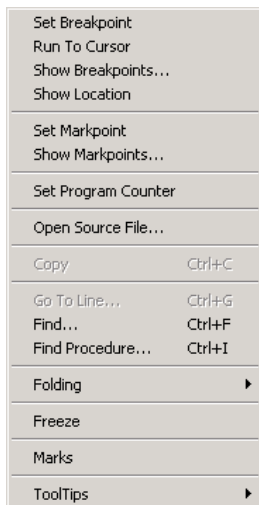 Set Breakpoint
Run To Cursor
Show Breakpoints...
Show Location
Set Markpoint
Show Markpoints...
Set Program Counter
Open Source File...
Copy Ctrl+C
Go To Line... Ctrl+G
Find... Ctrl+F
Find Procedure... Ctrl+I
Folding
Freeze
Marks
ToolTips